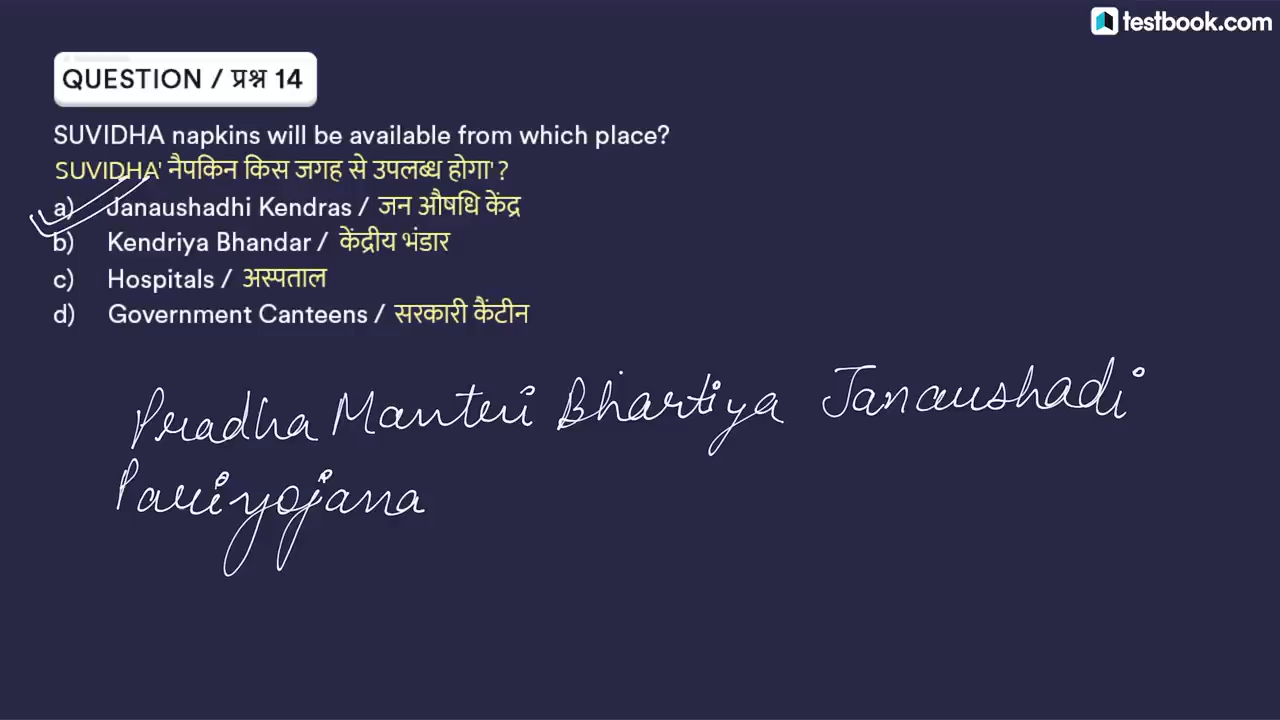 testbook.com
QUESTION / प्रश्न 14
SUVIDHA napkins will be available from which place?
SUVIDHA' नैपकिन किस जगह से उपलब्ध होगा'?
a) Janaushadhi Kendras / जन औषधि केंद्र
b) Kendriya Bhandar / केंद्रीय भंडार
c) Hospitals / अस्पताल
d) Government Canteens / सरकारी कैंटीन
Pradha Mantri Bhartiya Janaushadi
Pariyojana